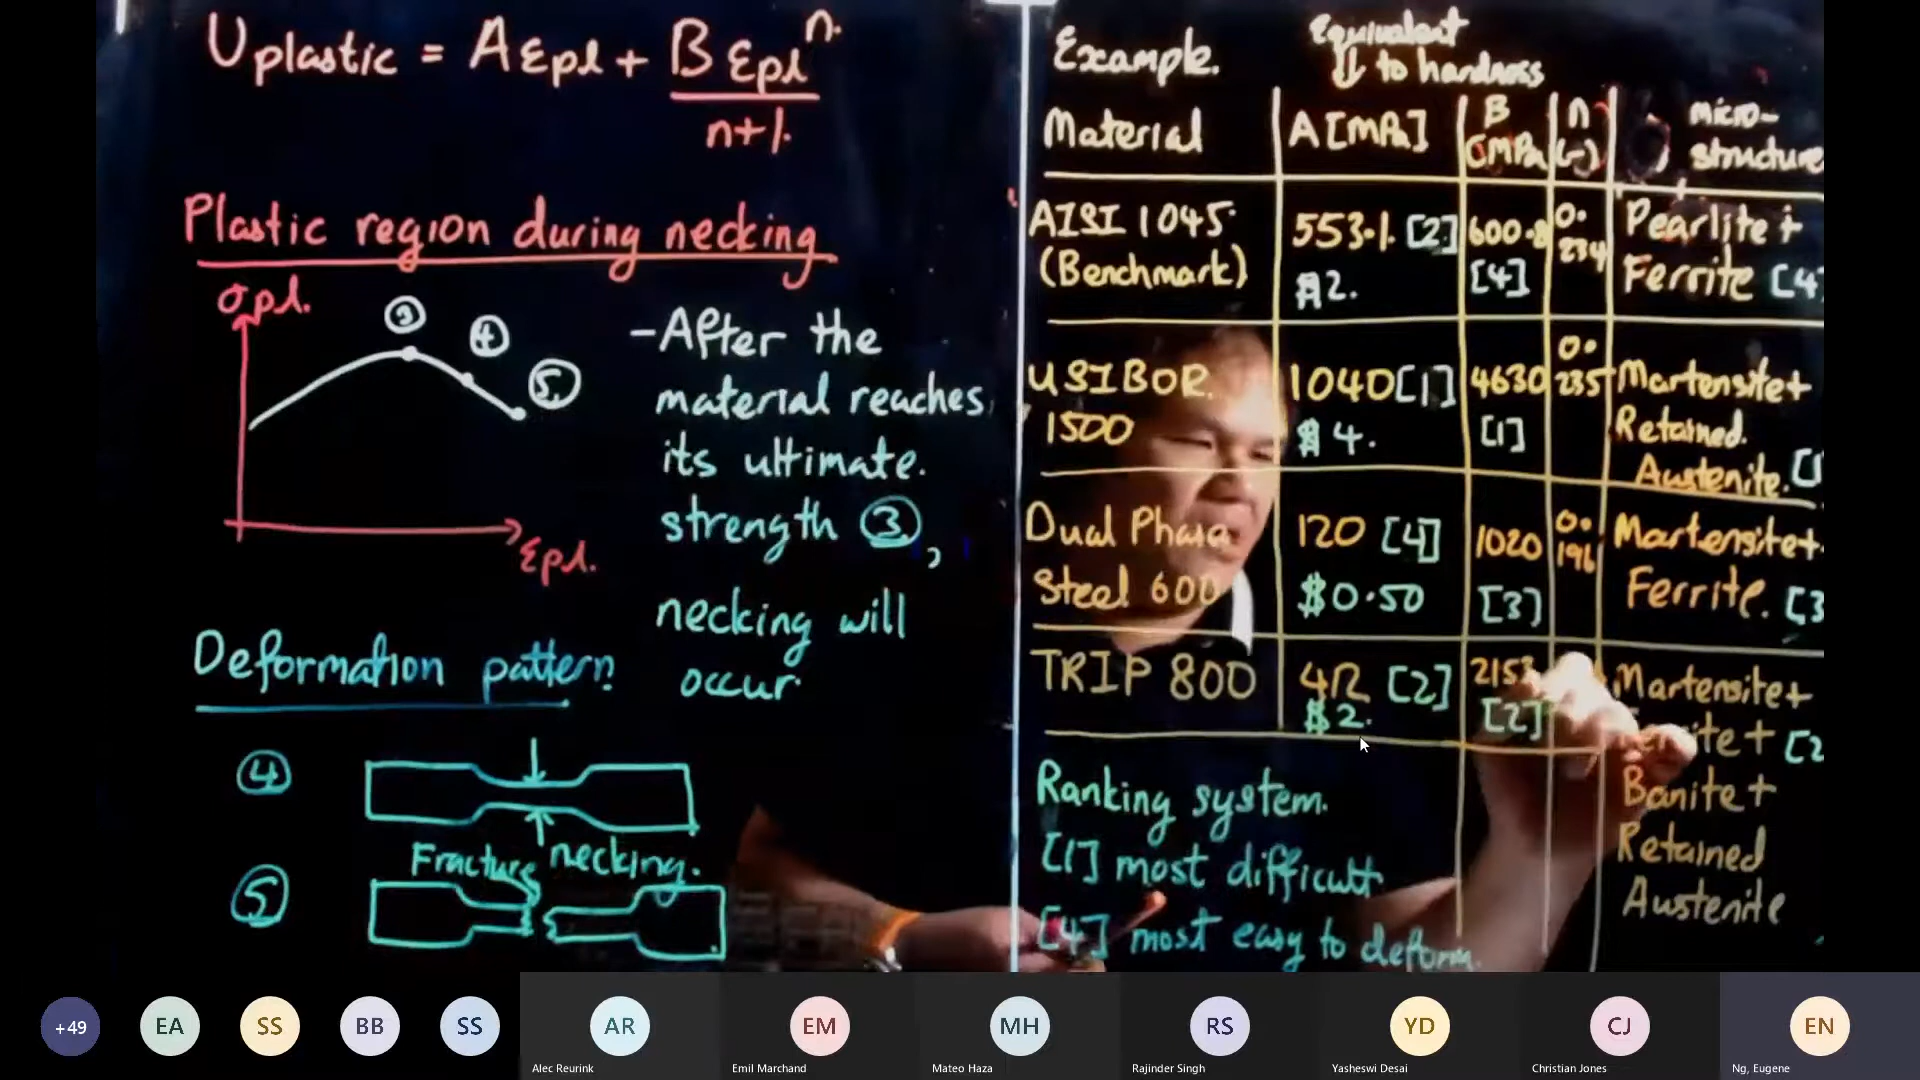 Uplastic = Aεpl + Bεpl^n.
n+1.
Plastic region during necking
σpl.
③
④
⑤
εpl.
-After the
material reaches
its ultimate.
strength ③,
necking will
occur.
Deformation pattern
④
necking.
Fracture
⑤
Example.
Equivalent
to hardness
Material
A [MPa]
B
(MPa
n
(-)
micro-
structure
AISI 1045.
(Benchmark)
553.1. [2]
$2.
600.8
[4]
0.
234
Pearlite +
Ferrite [4
USIBOR.
1500
1040 [1]
$4.
4630
[1]
0.
235
Martensite+
Retained.
Austenite. [1
Dual Phase
Steel 600
120 [4]
$0.50
1020
[3]
0.
196
Martensite+
Ferrite. [3
TRIP 800
[2]
$2.
2153
[2]
Martensite+
[2
Banite+
Retained
Austenite
Ranking system.
[1] most difficult
[4] most easy to deform.
+49
EA
SS
BB
SS
AR
EM
MH
RS
YD
CJ
EN
Alec Reurink
Emil Marchand
Mateo Haza
Rajinder Singh
Yasheswi Desai
Christian Jones
Ng, Eugene